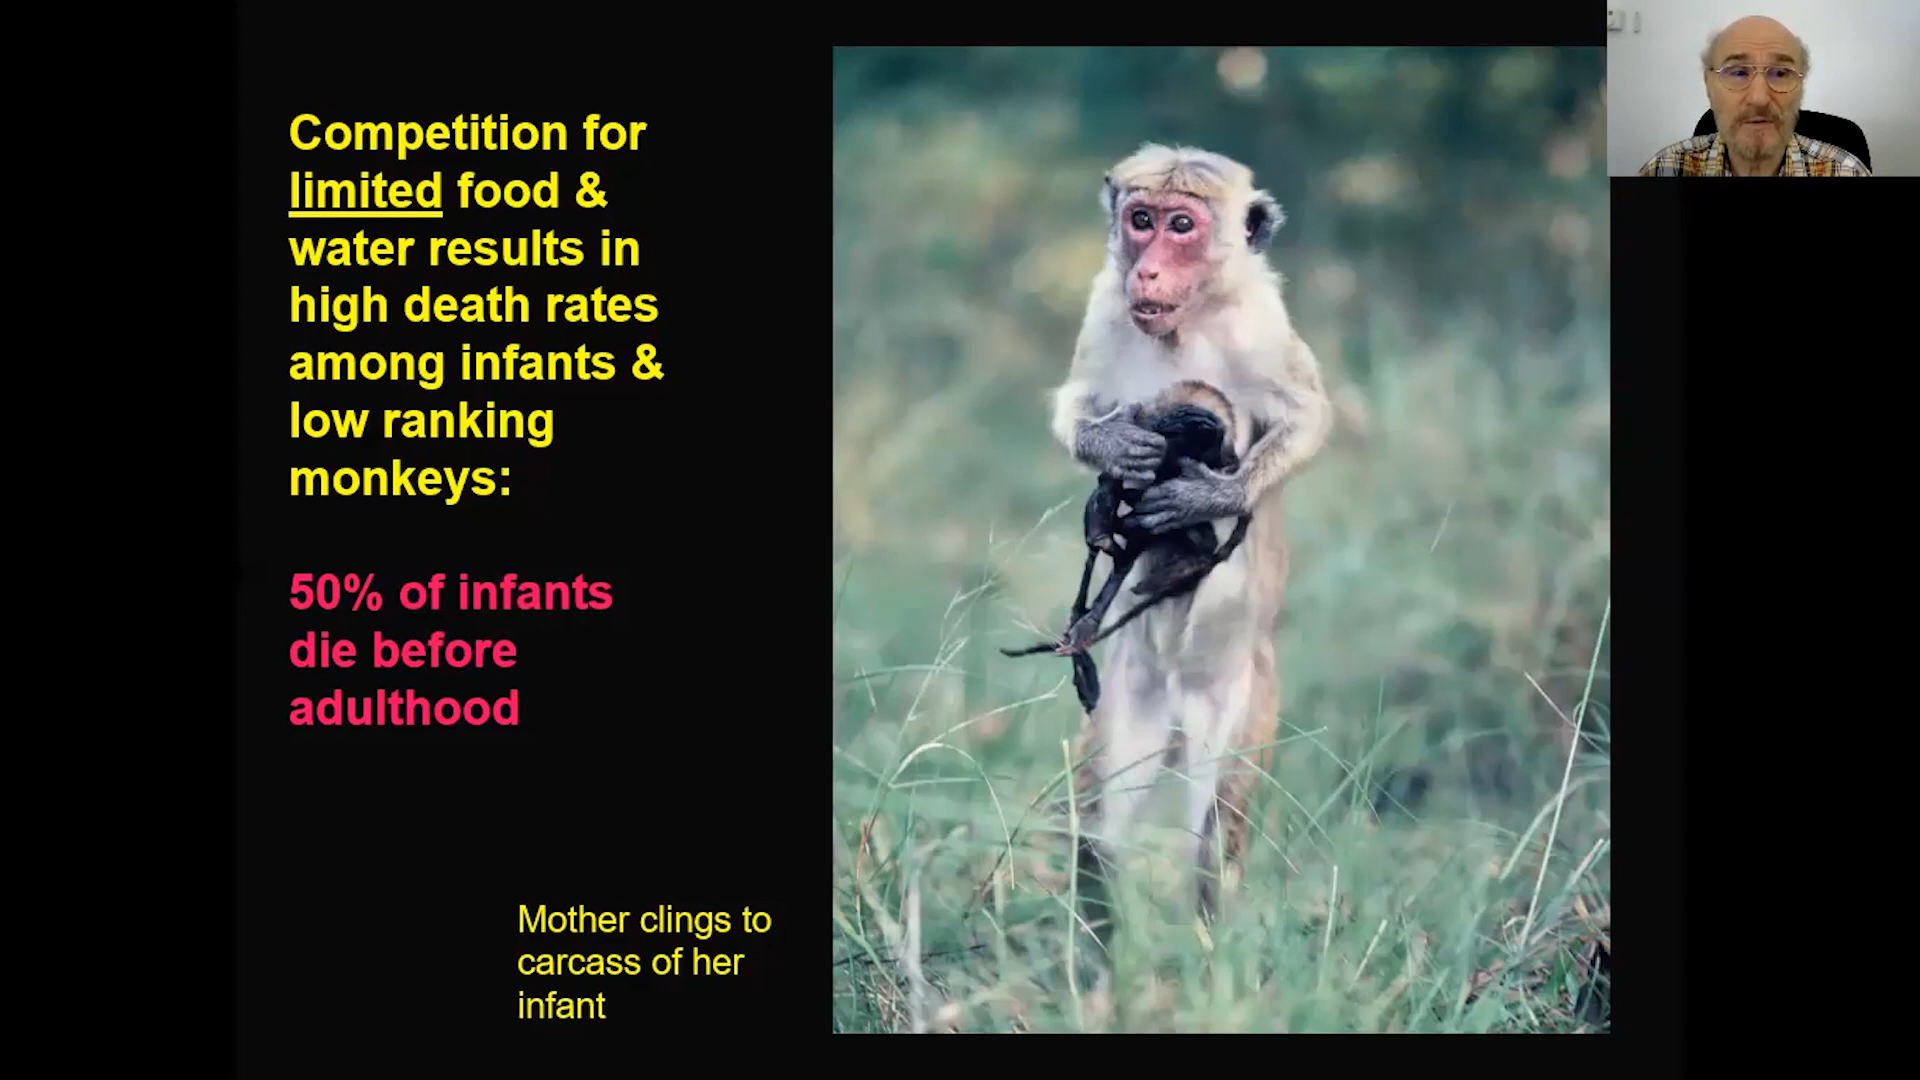 Competition for
limited food &
water results in
high death rates
among infants &
low ranking
monkeys:
50% of infants
die before
adulthood
Mother clings to
carcass of her
infant